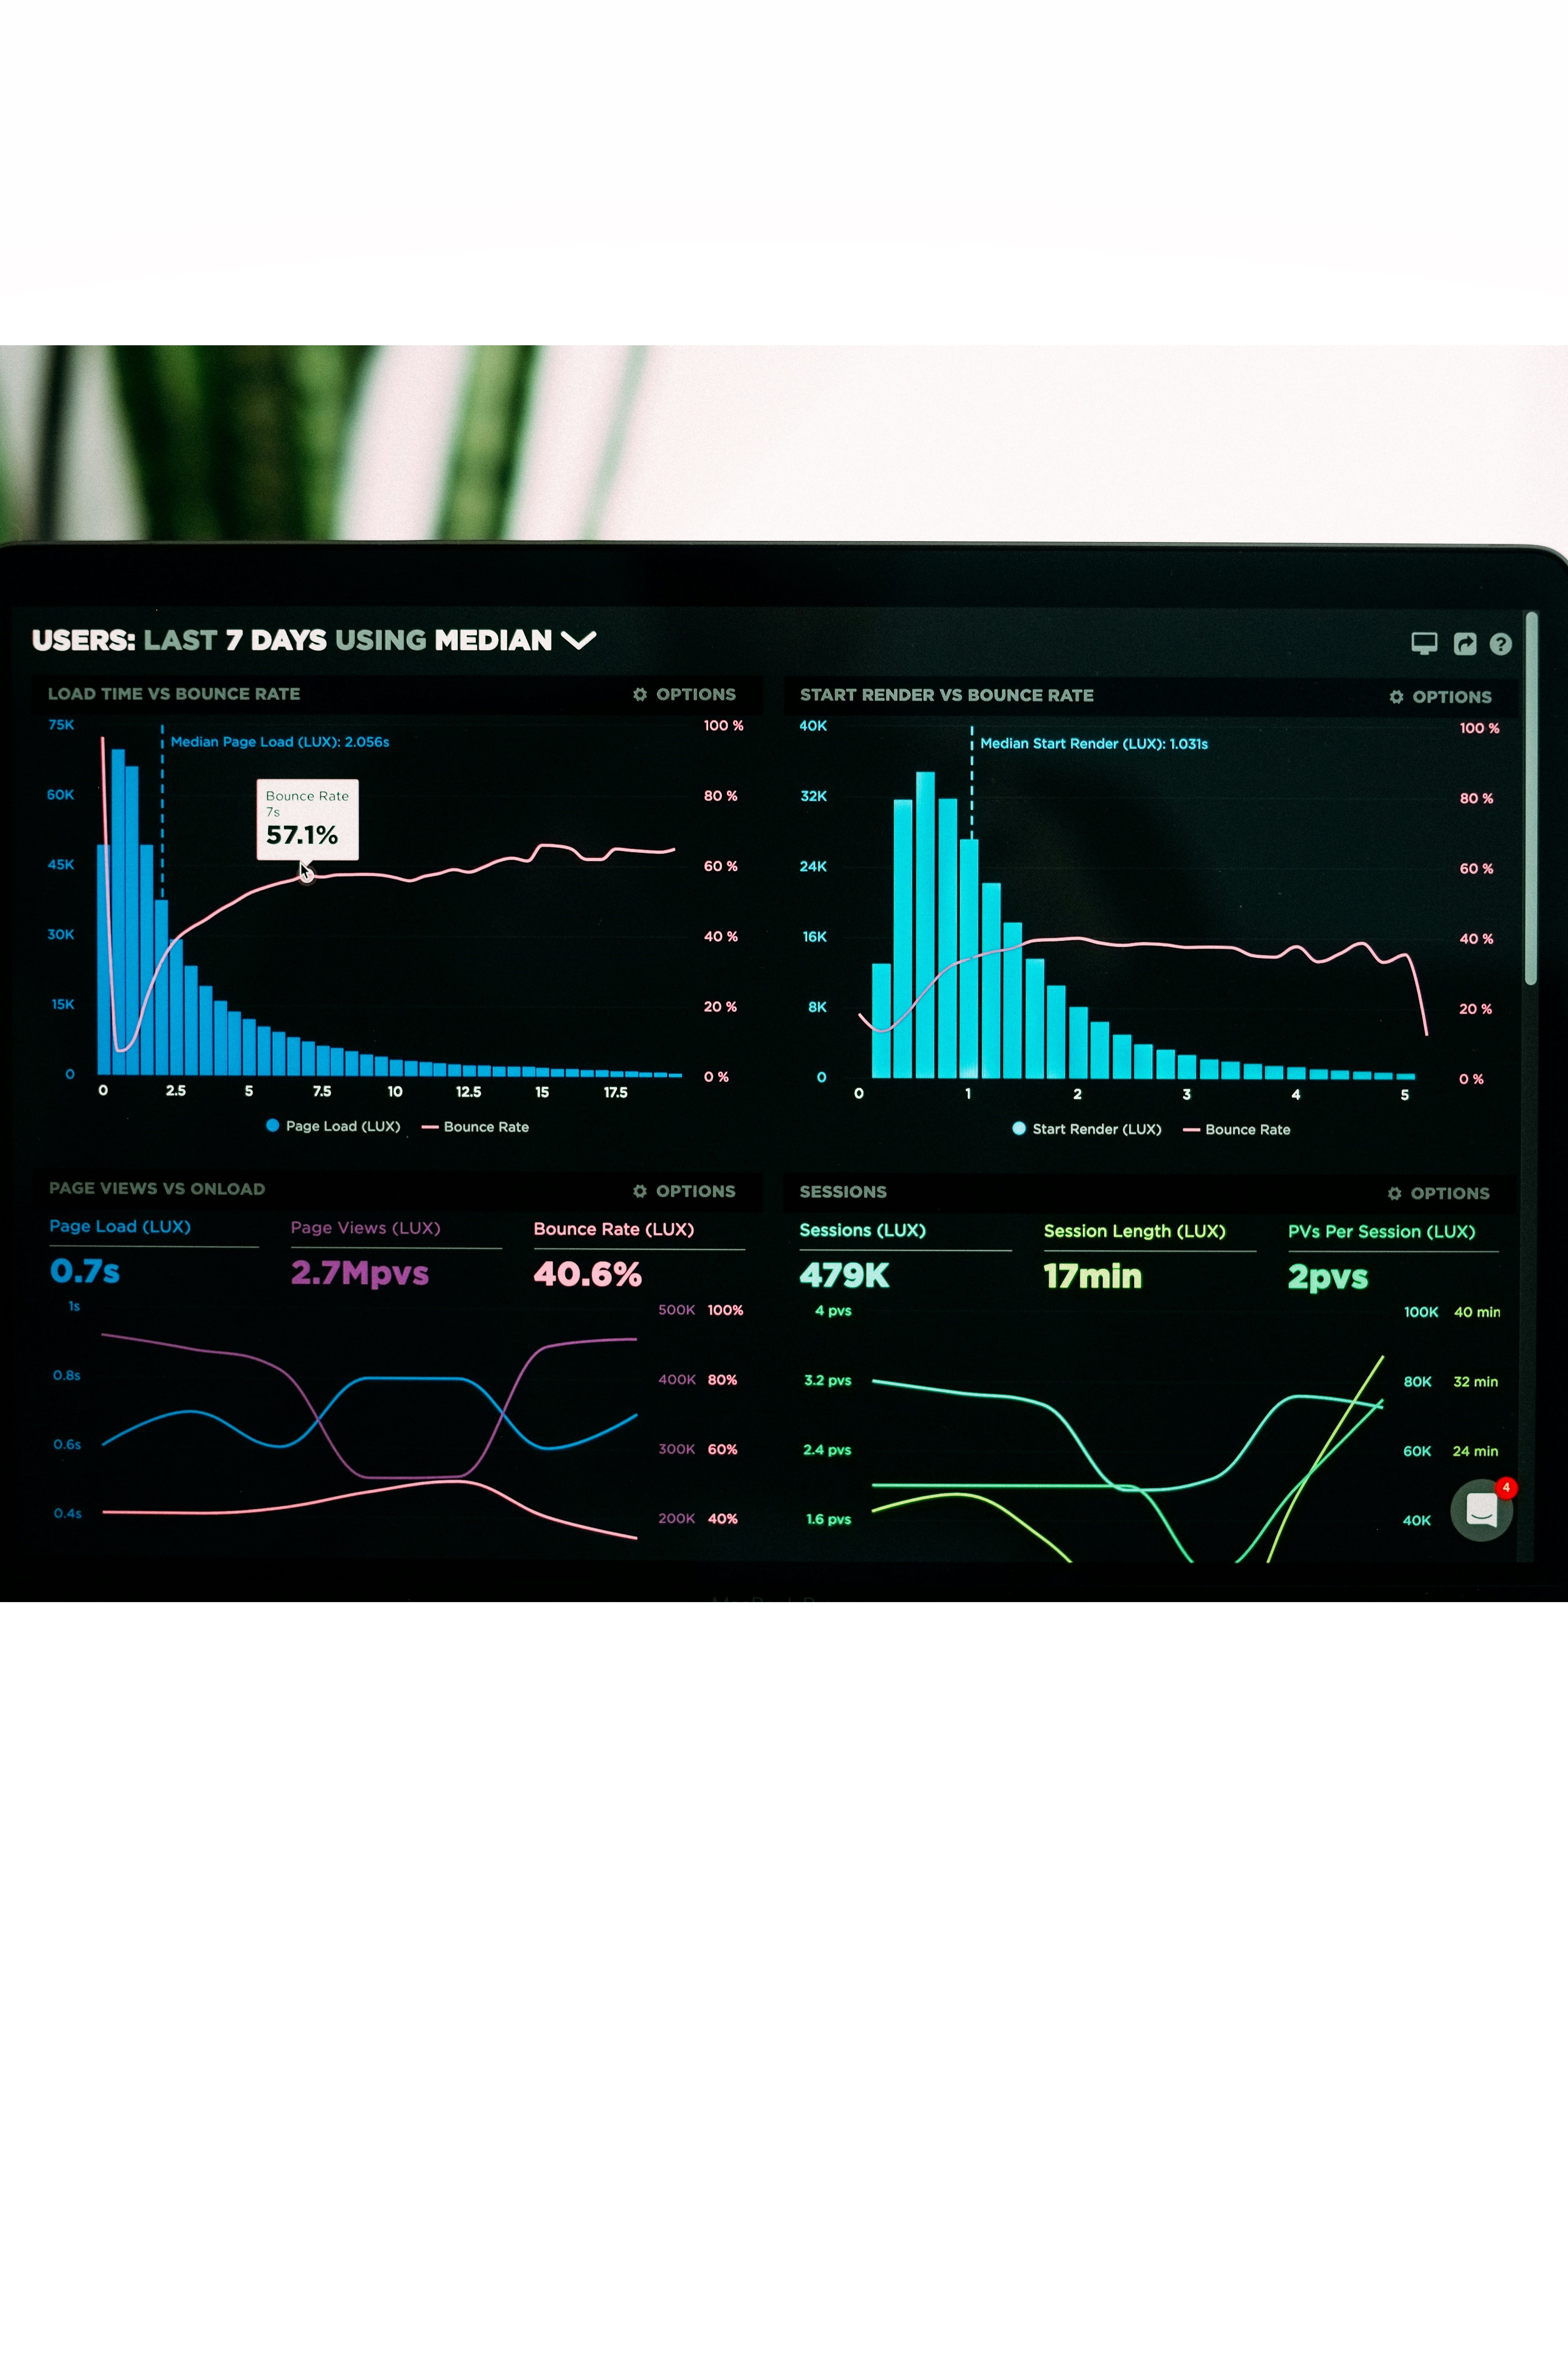 USERS: LAST 7 DAYS USING MEDIAN
LOAD TIME VS BOUNCE RATE
OPTIONS
75K
60K
45K
30K
15K
0
Median Page Load (LUX): 2.056s
Bounce Rate
7s
57.1%
100 %
80 %
60 %
40 %
20 %
0 %
0 2.5 5 7.5 10 12.5 15 17.5
Page Load (LUX) Bounce Rate
START RENDER VS BOUNCE RATE
OPTIONS
40K
32K
24K
16K
8K
0
Median Start Render (LUX): 1.031s
100 %
80 %
60 %
40 %
20 %
0 %
0 1 2 3 4 5
Start Render (LUX) Bounce Rate
PAGE VIEWS VS ONLOAD
OPTIONS
Page Load (LUX)
0.7s
Page Views (LUX)
2.7Mpvs
Bounce Rate (LUX)
40.6%
1s
0.8s
0.6s
0.4s
500K 100%
400K 80%
300K 60%
200K 40%
SESSIONS
OPTIONS
Sessions (LUX)
479K
Session Length (LUX)
17min
PVs Per Session (LUX)
2pvs
4 pvs
3.2 pvs
2.4 pvs
1.6 pvs
100K 40 min
80K 32 min
60K 24 min
40K
4